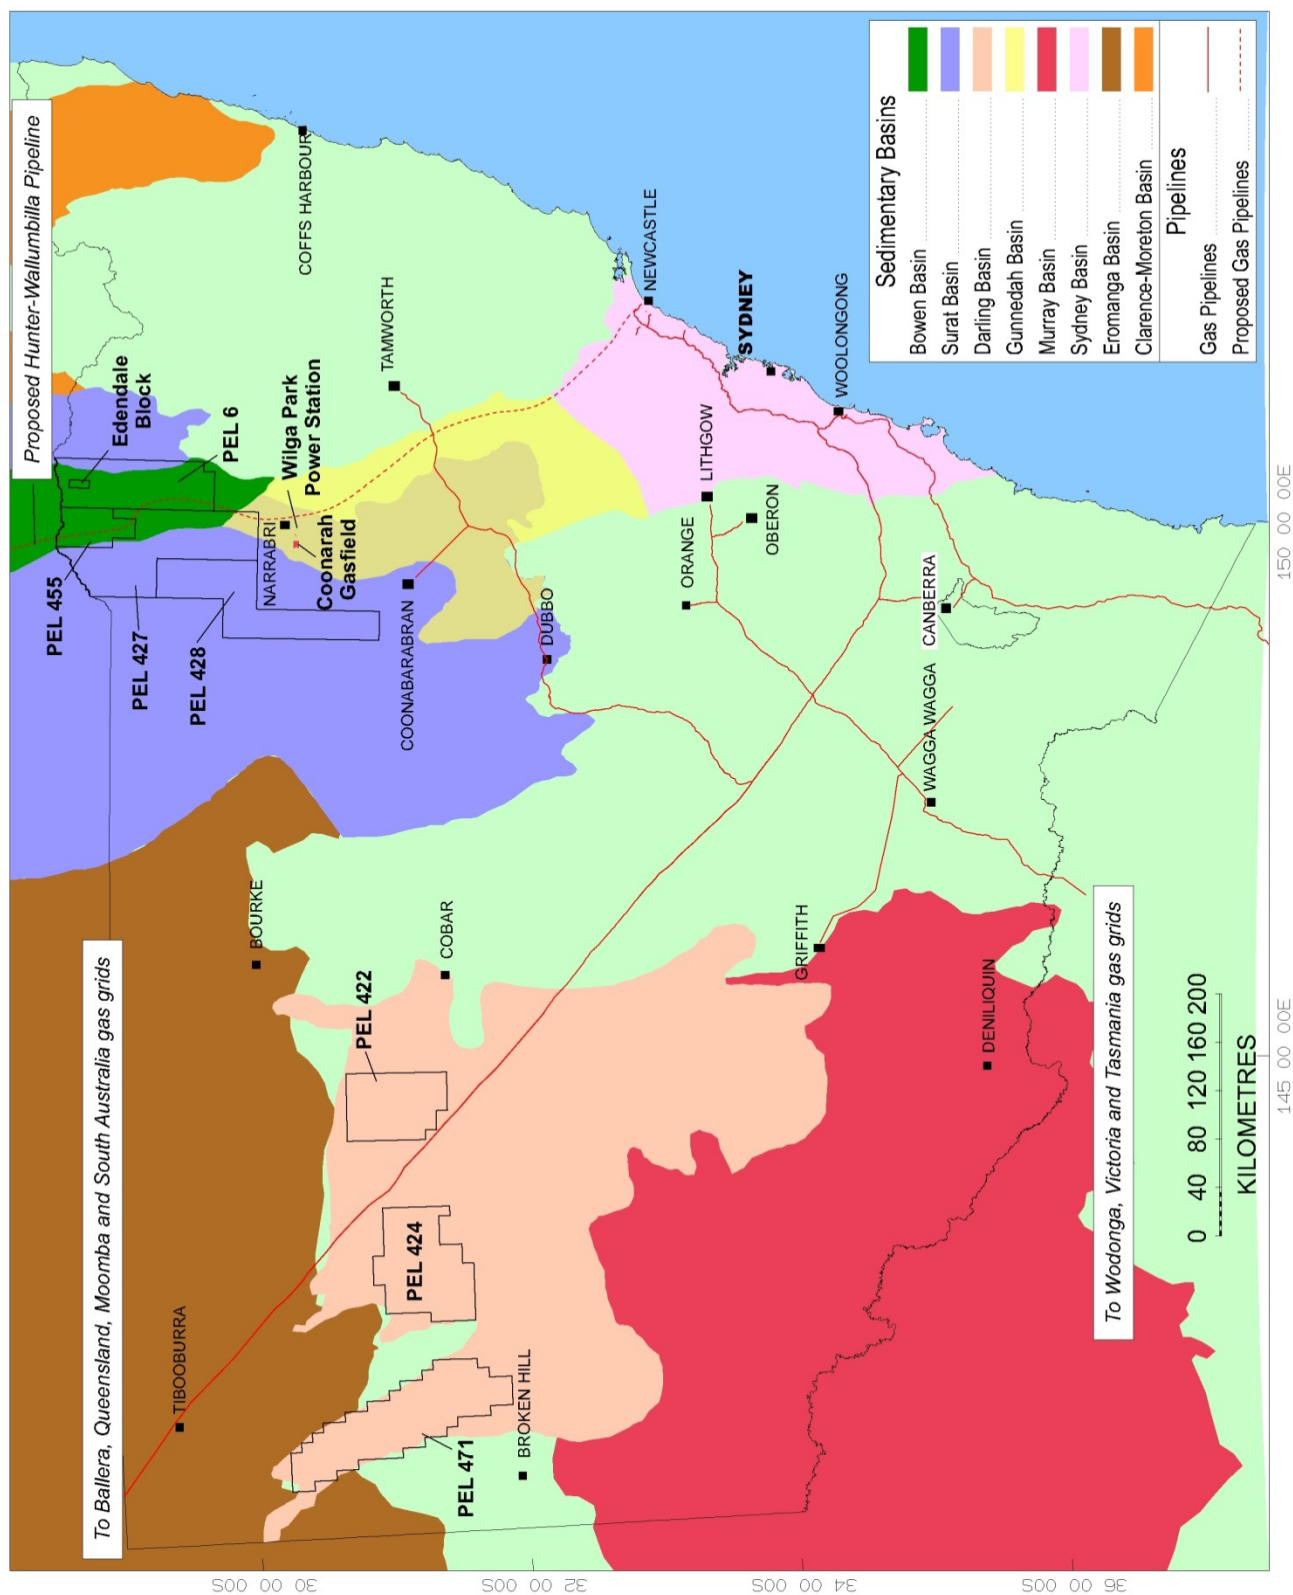 Proposed Hunter-Wallumbilla Pipeline
To Ballera, Queensland, Moomba and South Australia gas grids
TIBOOBURRA
BOURKE
COBAR
PEL 422
PEL 424
PEL 471
BROKEN HILL
PEL 455
PEL 427
PEL 428
Edendale
Block
PEL 6
Wilga Park
Power Station
NARRABRI
Coonarah
Gasfield
COONABARABRAN
TAMWORTH
COFFS HARBOUR
DUBBO
NEWCASTLE
LITHGOW
ORANGE
OBERON
SYDNEY
WOOLONGONG
CANBERRA
WAGGA WAGGA
GRIFFITH
DENILIQUIN
To Wodonga, Victoria and Tasmania gas grids
Sedimentary Basins
Bowen Basin
Surat Basin
Darling Basin
Gunnedah Basin
Murray Basin
Sydney Basin
Eromanga Basin
Clarence-Moreton Basin
Pipelines
Gas Pipelines
Proposed Gas Pipelines
0 40 80 120 160 200
KILOMETRES
30 00 00S
32 00 00S
34 00 00S
36 00 00S
145 00 00E
150 00 00E